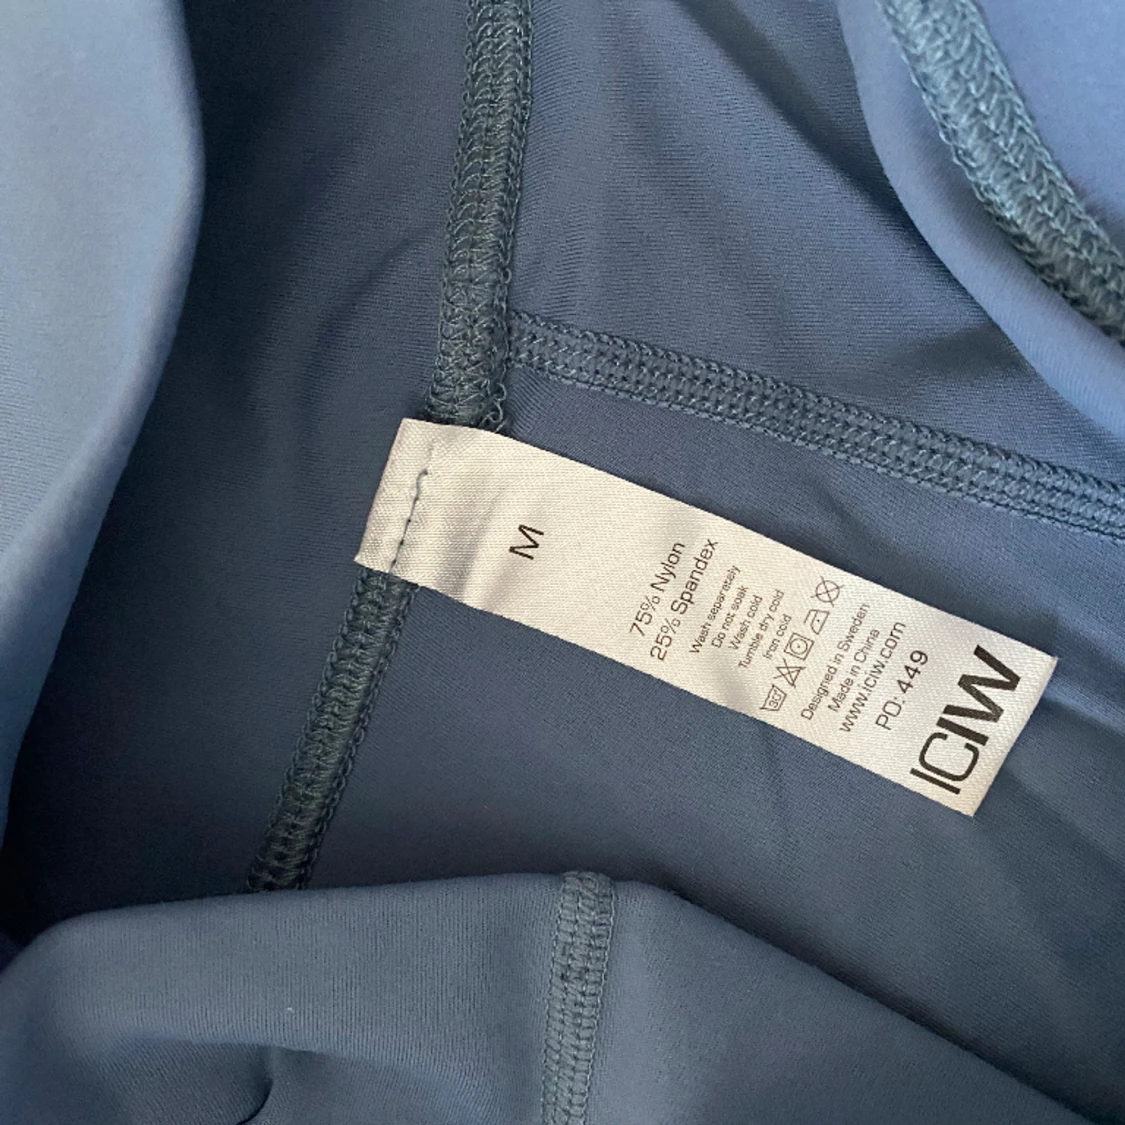 M
75% Nylon
25% Spandex
Wash separately
Do not soak
Wash cold
Tumble dry cold
Iron cold
30
Designed in Sweden
Made in China
www.iciw.com
PO: 449
ICIW